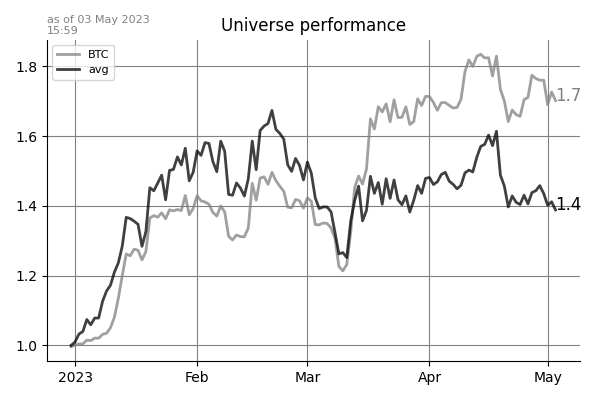 as of 03 May 2023
15:59
Universe performance
BTC
avg
1.8
1.7
1.6
1.4
1.4
1.2
1.0
2023
Feb
Mar
Apr
May